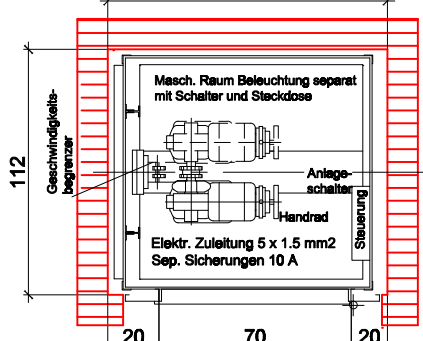 Masch. Raum Beleuchtung separat
mit Schalter und Steckdose
Geschwindigkeits-
begrenzer
112
Anlage-
schalter
Handrad
Steuerung
Elektr. Zuleitung 5 x 1.5 mm2
Sep. Sicherungen 10 A
20
70
20